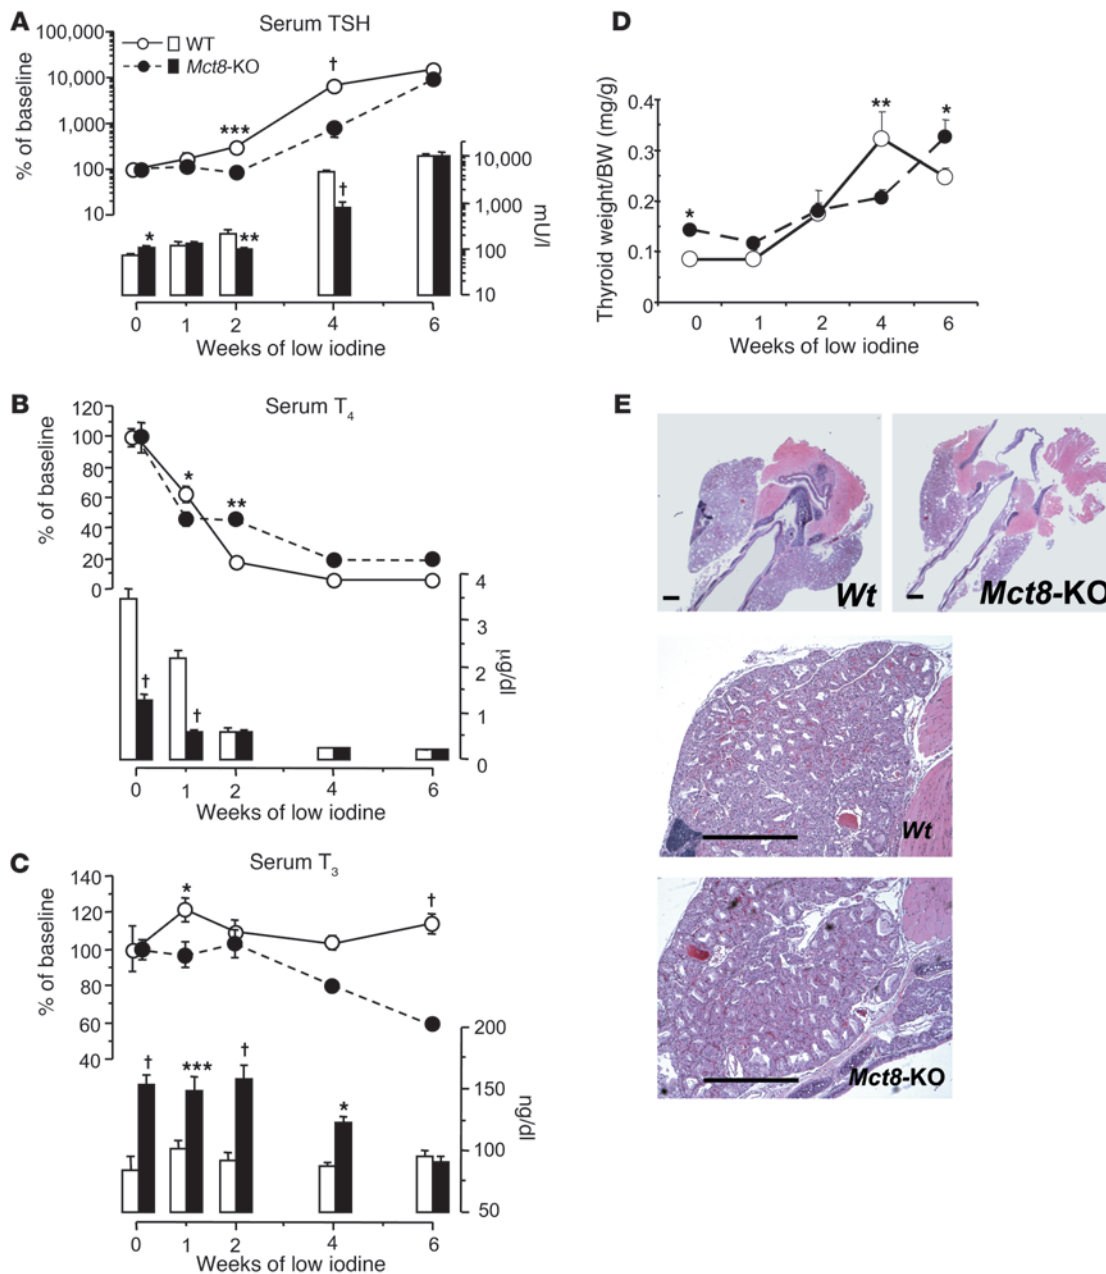 A
Serum TSH
100,000
10,000
1,000
100
10
% of baseline
WT
Mct8-KO
***
†
*
**
†
10,000
1,000
100
10
mU/l
0 1 2 4 6
Weeks of low iodine
B
Serum T4
120
100
80
60
40
20
0
% of baseline
*
**
†
†
4
3
2
1
0
µg/dl
0 1 2 4 6
Weeks of low iodine
C
Serum T3
140
120
100
80
60
40
% of baseline
*
†
†
***
†
*
200
150
100
50
ng/dl
0 1 2 4 6
Weeks of low iodine
D
0.4
0.3
0.2
0.1
0
Thyroid weight/BW (mg/g)
*
**
*
0 1 2 4 6
Weeks of low iodine
E
Wt
Mct8-KO
Wt
Mct8-KO